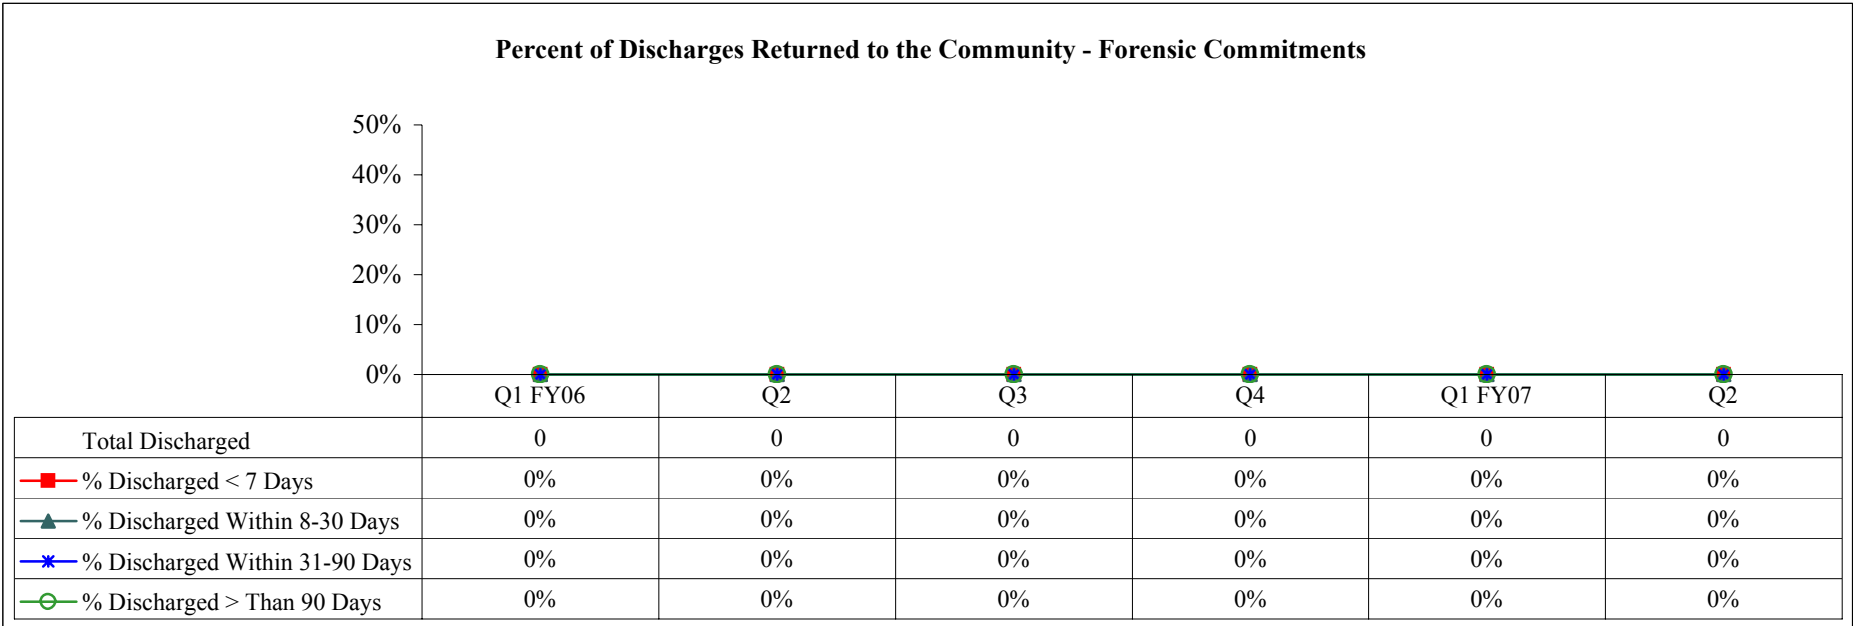 Percent of Discharges Returned to the Community - Forensic Commitments
50%
40%
30%
20%
10%
0%
Q1 FY06 Q2 Q3 Q4 Q1 FY07 Q2
Total Discharged 0 0 0 0 0 0
% Discharged < 7 Days 0% 0% 0% 0% 0% 0%
% Discharged Within 8-30 Days 0% 0% 0% 0% 0% 0%
% Discharged Within 31-90 Days 0% 0% 0% 0% 0% 0%
% Discharged > Than 90 Days 0% 0% 0% 0% 0% 0%